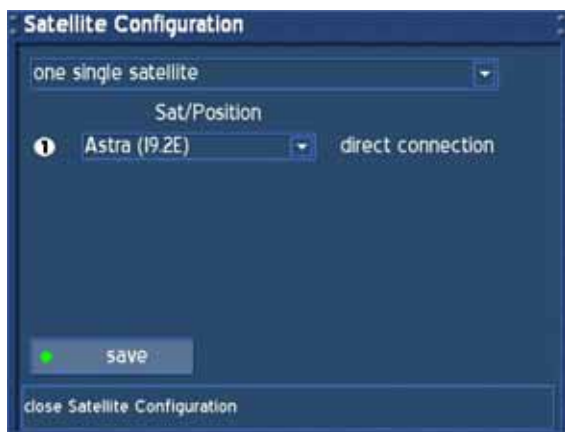 Satellite Configuration
one single satellite
Sat/Position
1 Astra (19.2E) direct connection
save
close Satellite Configuration